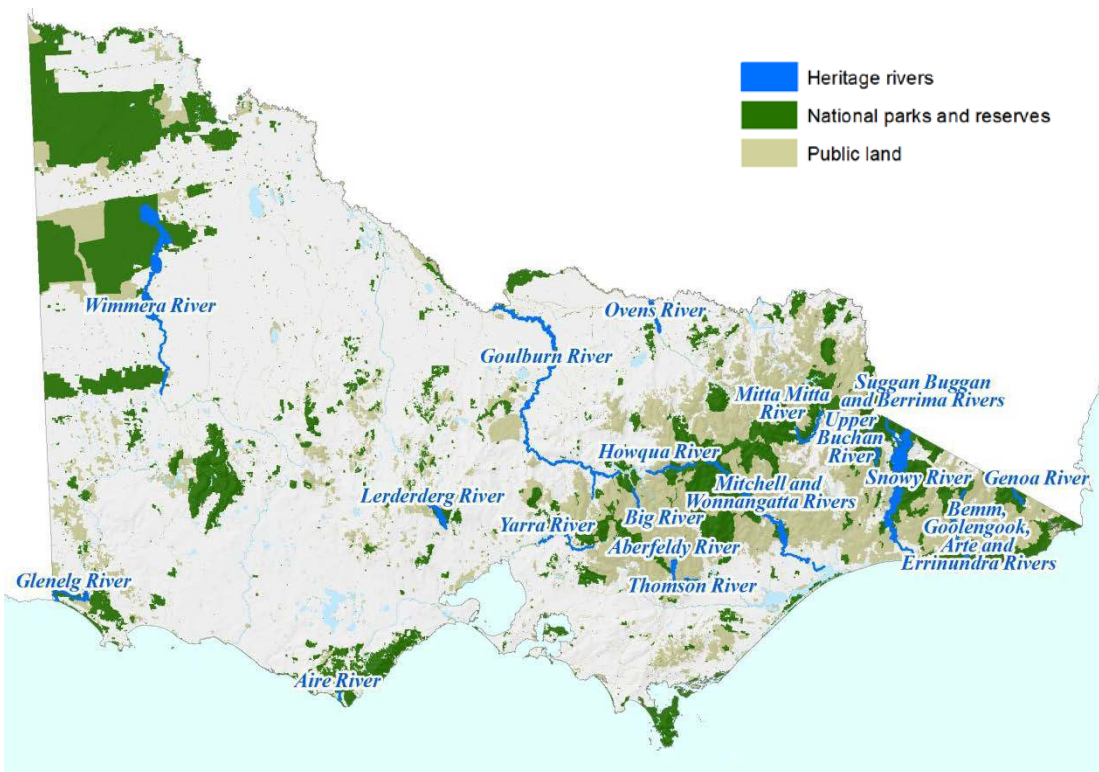 Heritage rivers
National parks and reserves
Public land
Wimmera River
Ovens River
Goulburn River
Suggan Buggan
and Berrima Rivers
Mitta Mitta
River
Upper
Buchan
River
Howqua River
Snowy River
Genoa River
Mitchell and
Wonnangatta Rivers
Lerderderg River
Bemm,
Goolengook,
Arte and
Errinundra Rivers
Yarra River
Big River
Aberfeldy River
Thomson River
Glenelg River
Aire River